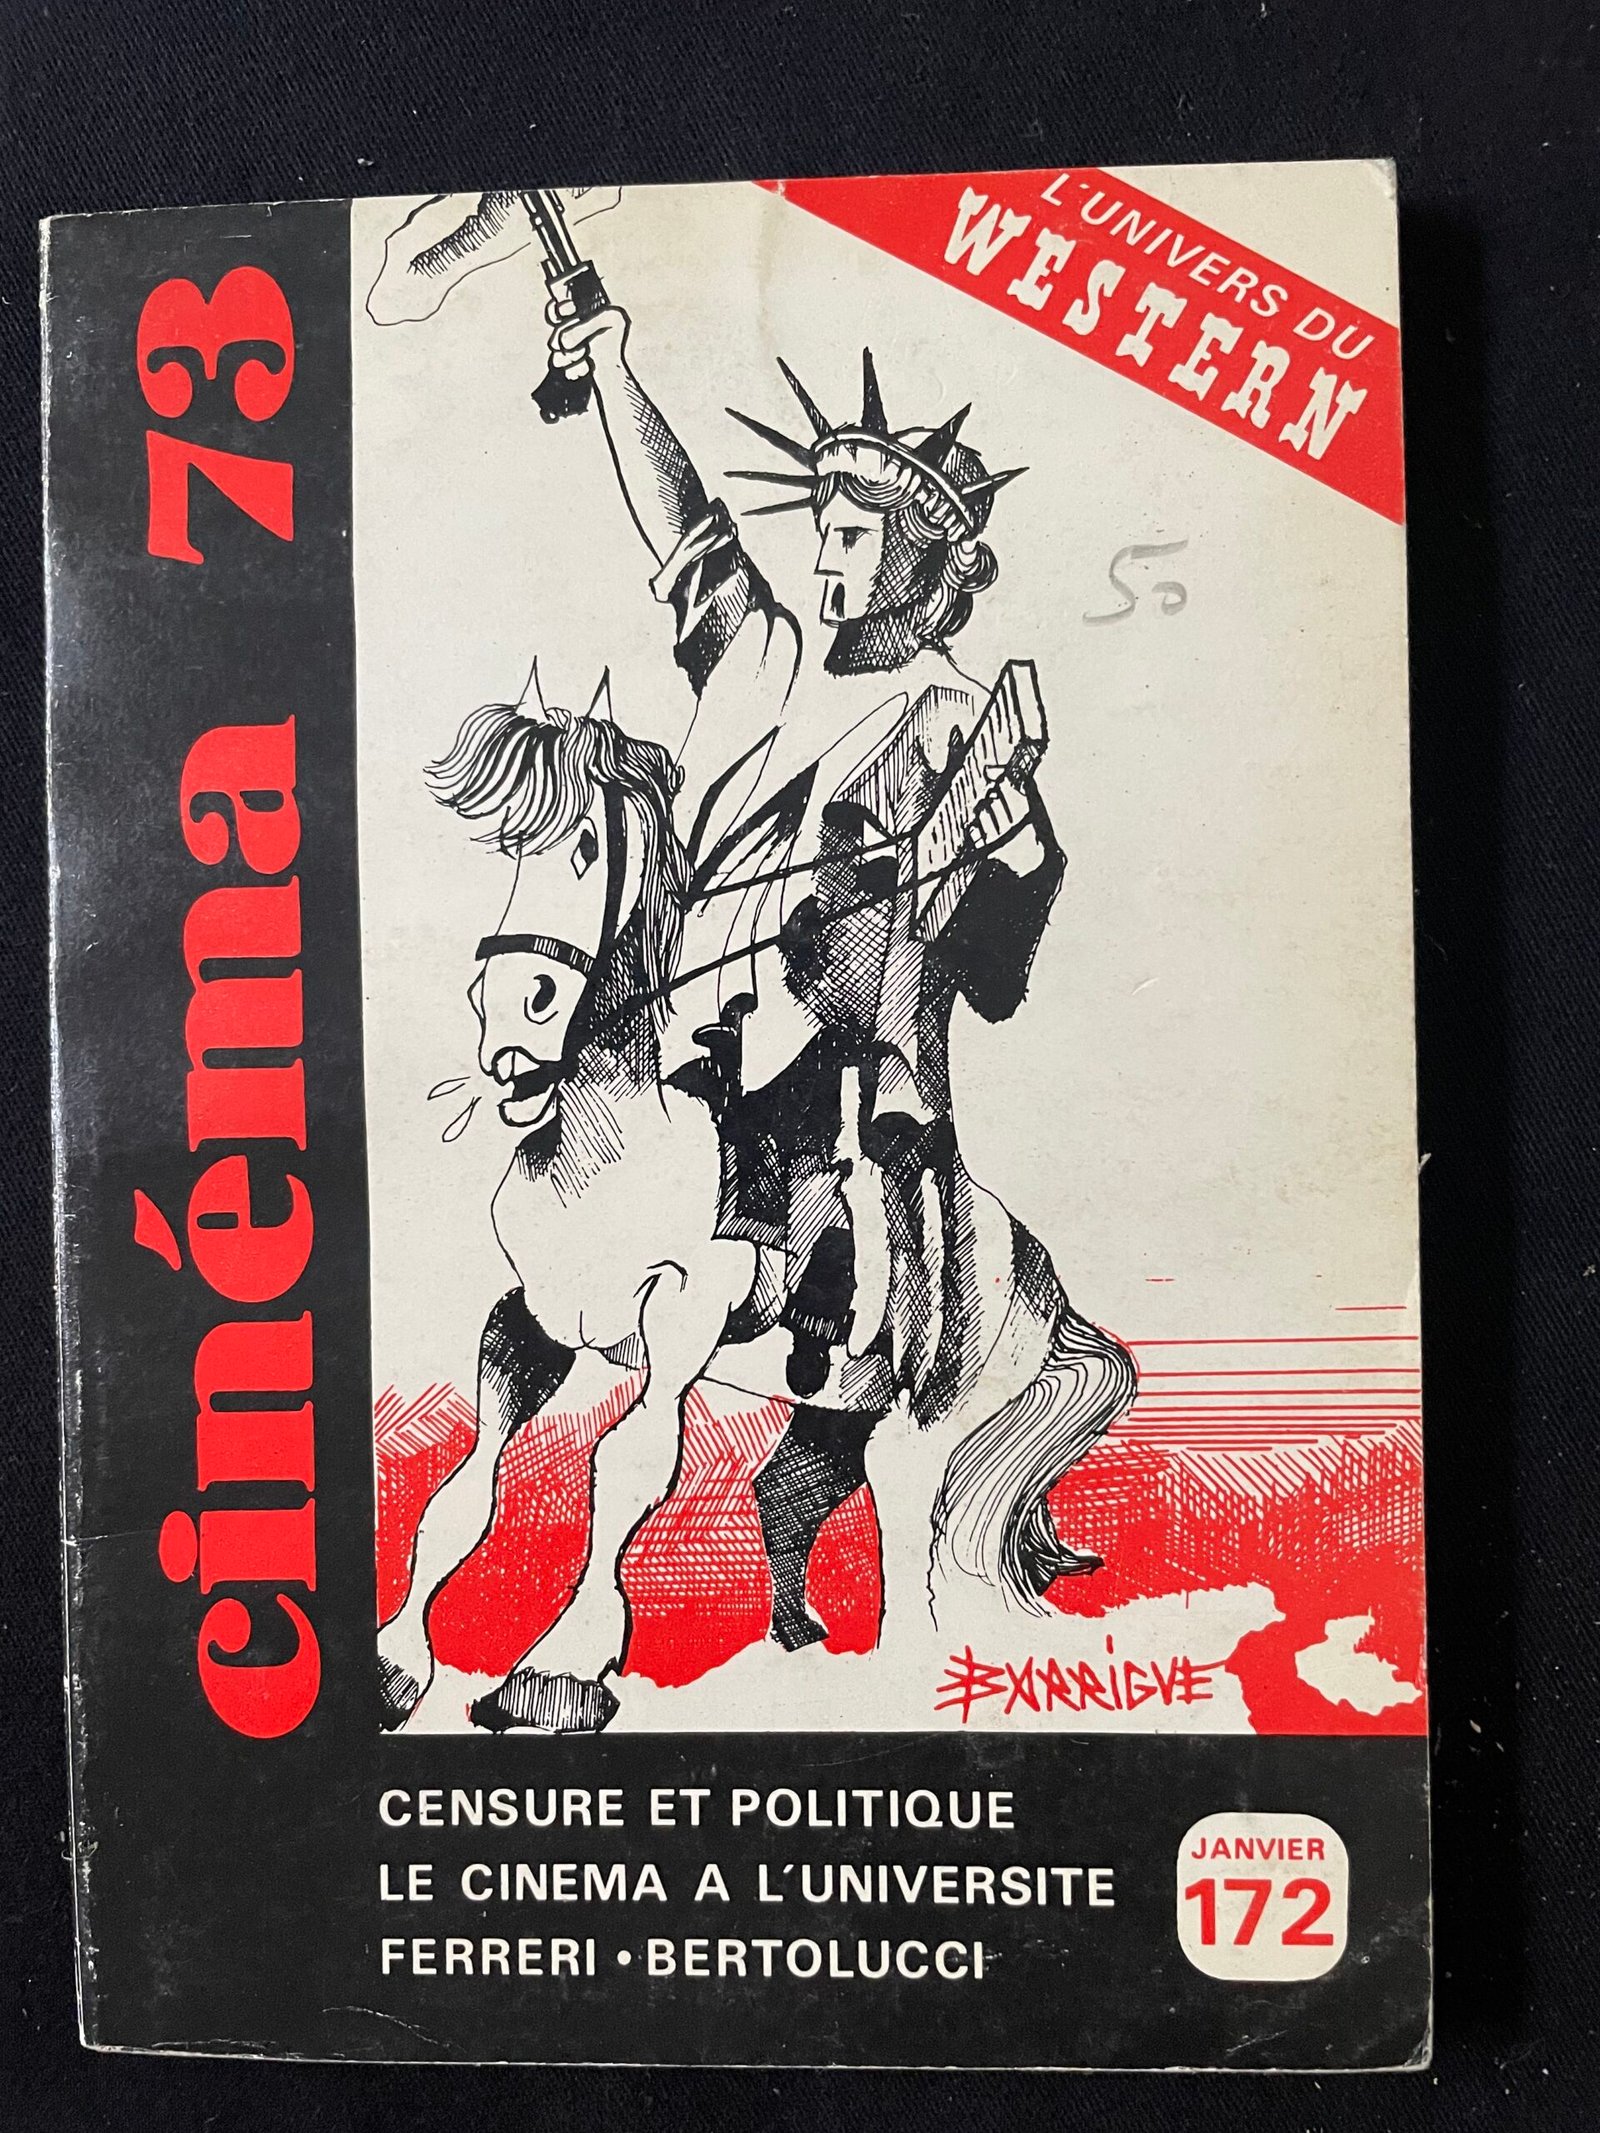 cinéma 73
L'UNIVERS DU
WESTERN
50
BARRIGUE
CENSURE ET POLITIQUE
LE CINEMA A L'UNIVERSITE
FERRERI • BERTOLUCCI
JANVIER
172